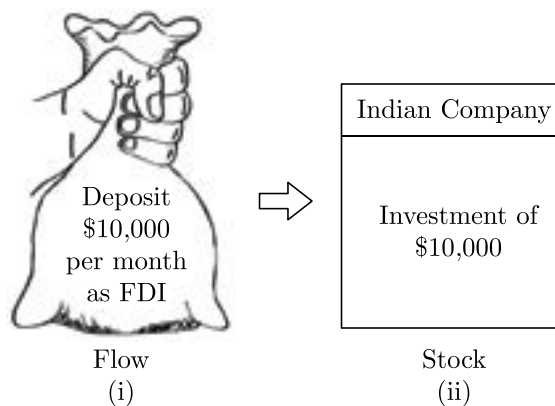 Deposit
$10,000
per month
as FDI
Flow
(i)
Indian Company
Investment of
$10,000
Stock
(ii)